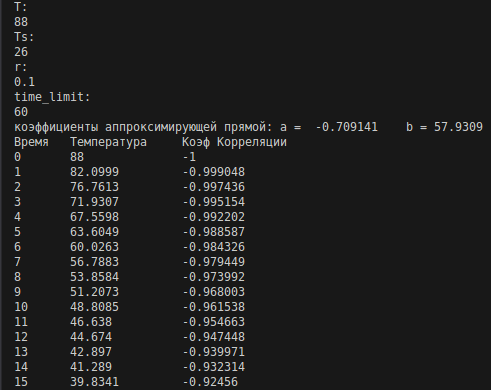 T:
88
Ts:
26
r:
0.1
time_limit:
60
коэффициенты аппроксимирующей прямой: a =  -0.709141    b = 57.9309
Время   Температура     Коэф Корреляции
0       88              -1
1       82.0999         -0.999048
2       76.7613         -0.997436
3       71.9307         -0.995154
4       67.5598         -0.992202
5       63.6049         -0.988587
6       60.0263         -0.984326
7       56.7883         -0.979449
8       53.8584         -0.973992
9       51.2073         -0.968003
10      48.8085         -0.961538
11      46.638          -0.954663
12      44.674          -0.947448
13      42.897          -0.939971
14      41.289          -0.932314
15      39.8341         -0.92456